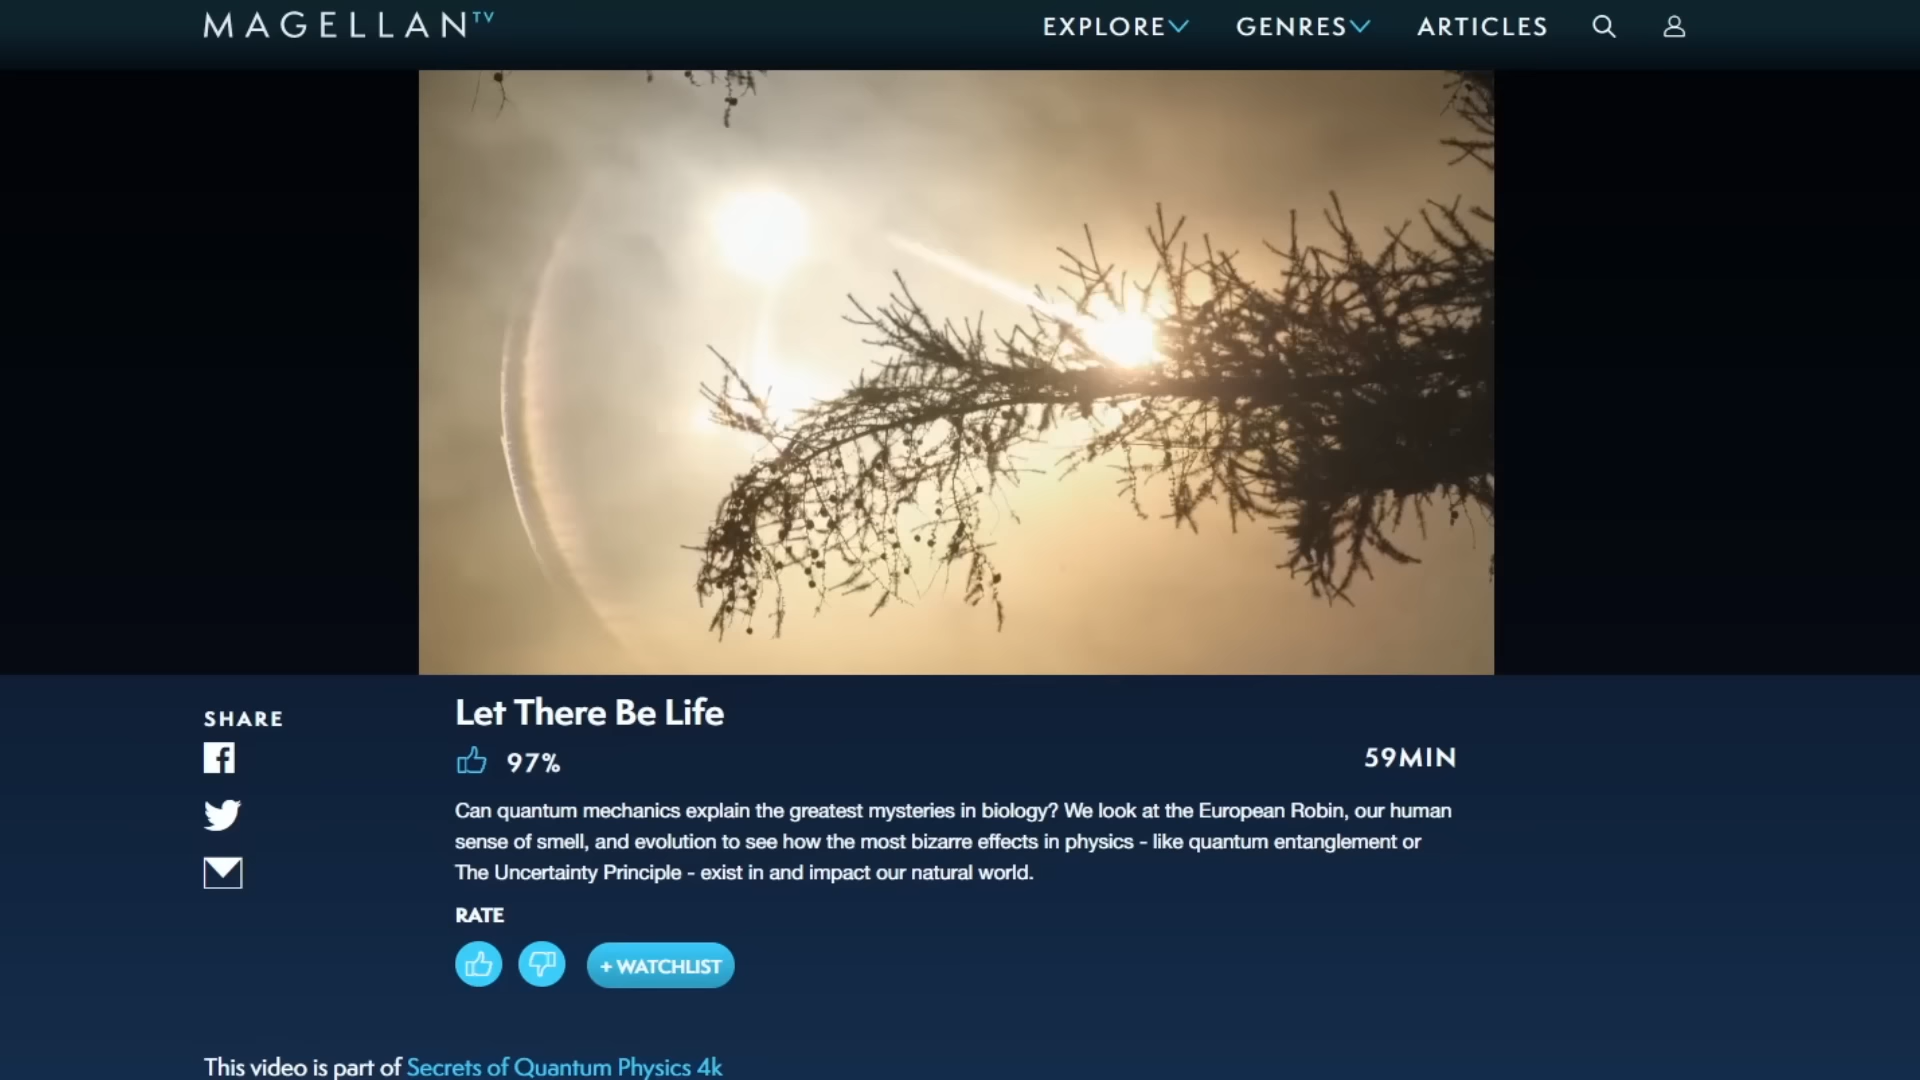 MAGELLANTV
EXPLORE
GENRES
ARTICLES
SHARE
Let There Be Life
97%
59MIN
Can quantum mechanics explain the greatest mysteries in biology? We look at the European Robin, our human
sense of smell, and evolution to see how the most bizarre effects in physics - like quantum entanglement or
The Uncertainty Principle - exist in and impact our natural world.
RATE
+ WATCHLIST
This video is part of Secrets of Quantum Physics 4k